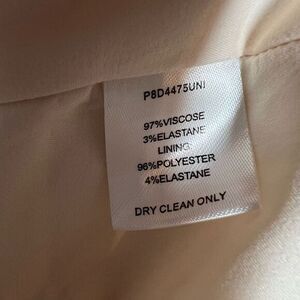 P8D4475UNI
97%VISCOSE
3%ELASTANE
LINING
96%POLYESTER
4%ELASTANE
DRY CLEAN ONLY